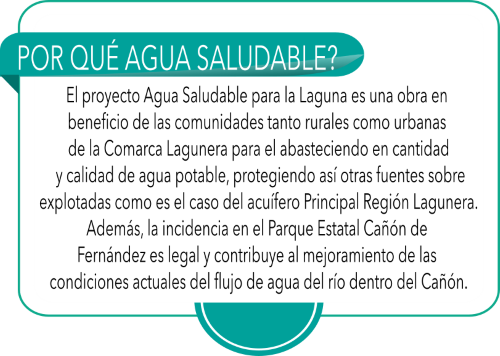 POR QUÉ AGUA SALUDABLE?
El proyecto Agua Saludable para la Laguna es una obra en
beneficio de las comunidades tanto rurales como urbanas
de la Comarca Lagunera para el abasteciendo en cantidad
y calidad de agua potable, protegiendo así otras fuentes sobre
explotadas como es el caso del acuífero Principal Región Lagunera.
Además, la incidencia en el Parque Estatal Cañón de
Fernández es legal y contribuye al mejoramiento de las
condiciones actuales del flujo de agua del río dentro del Cañón.